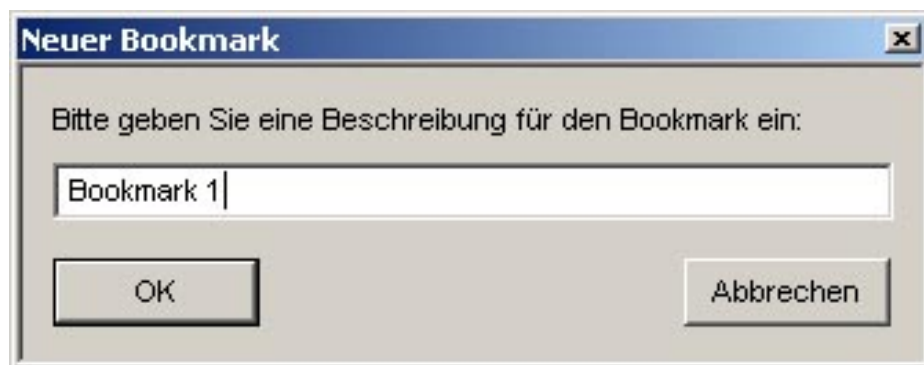 Neuer Bookmark
Bitte geben Sie eine Beschreibung für den Bookmark ein:
Bookmark 1
OK
Abbrechen